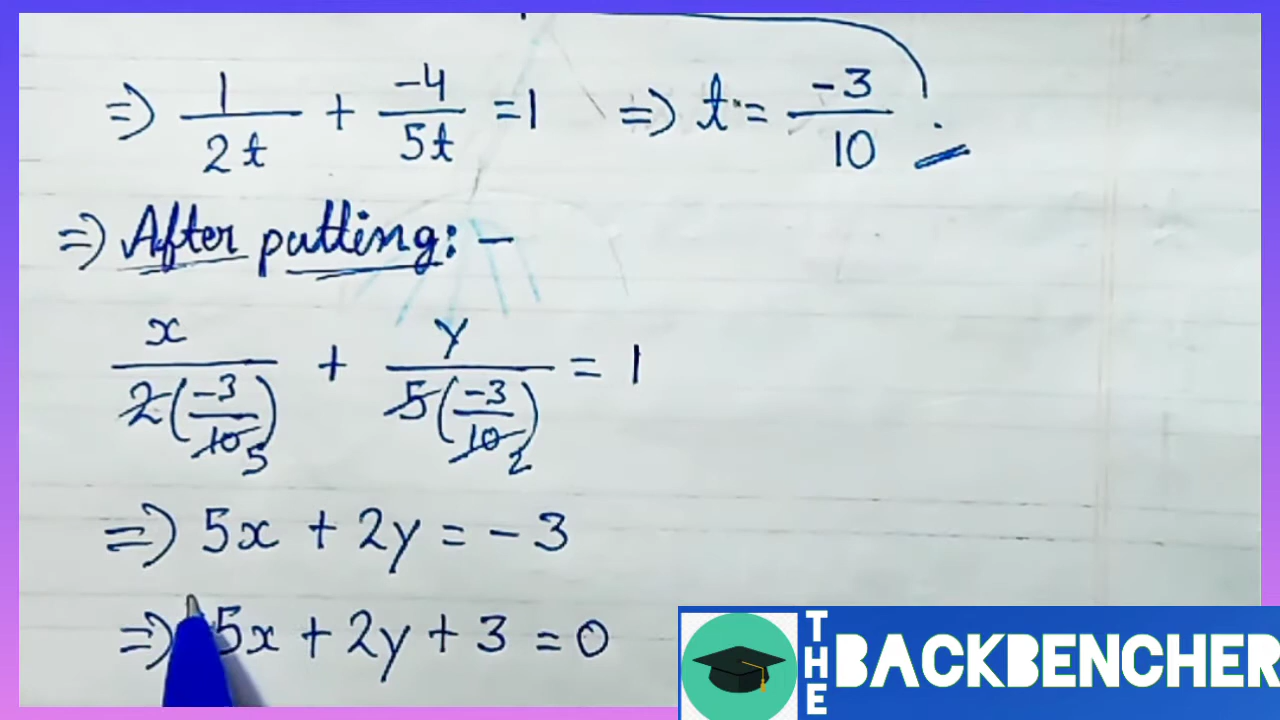 => 1/2t + -4/5t = 1 => t = -3/10
=> After putting: -
x/2(-3/10) 5 + y/5(-3/10) 2 = 1
=> 5x + 2y = -3
=> 5x + 2y + 3 = 0
THE BACKBENCHER